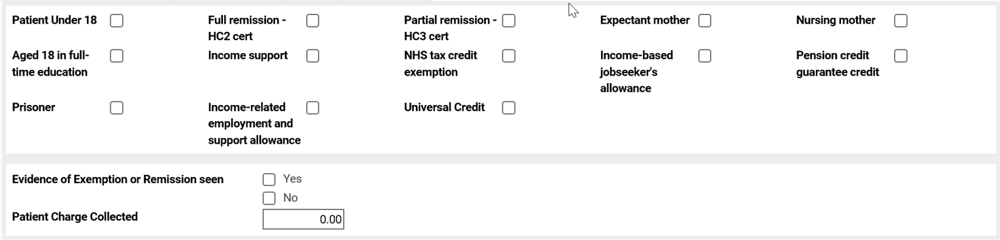 Patient Under 18
Full remission -
HC2 cert
Partial remission -
HC3 cert
Expectant mother
Nursing mother
Aged 18 in full-
time education
Income support
NHS tax credit
exemption
Income-based
jobseeker's
allowance
Pension credit
guarantee credit
Prisoner
Income-related
employment and
support allowance
Universal Credit
Evidence of Exemption or Remission seen
Yes
No
Patient Charge Collected
0.00